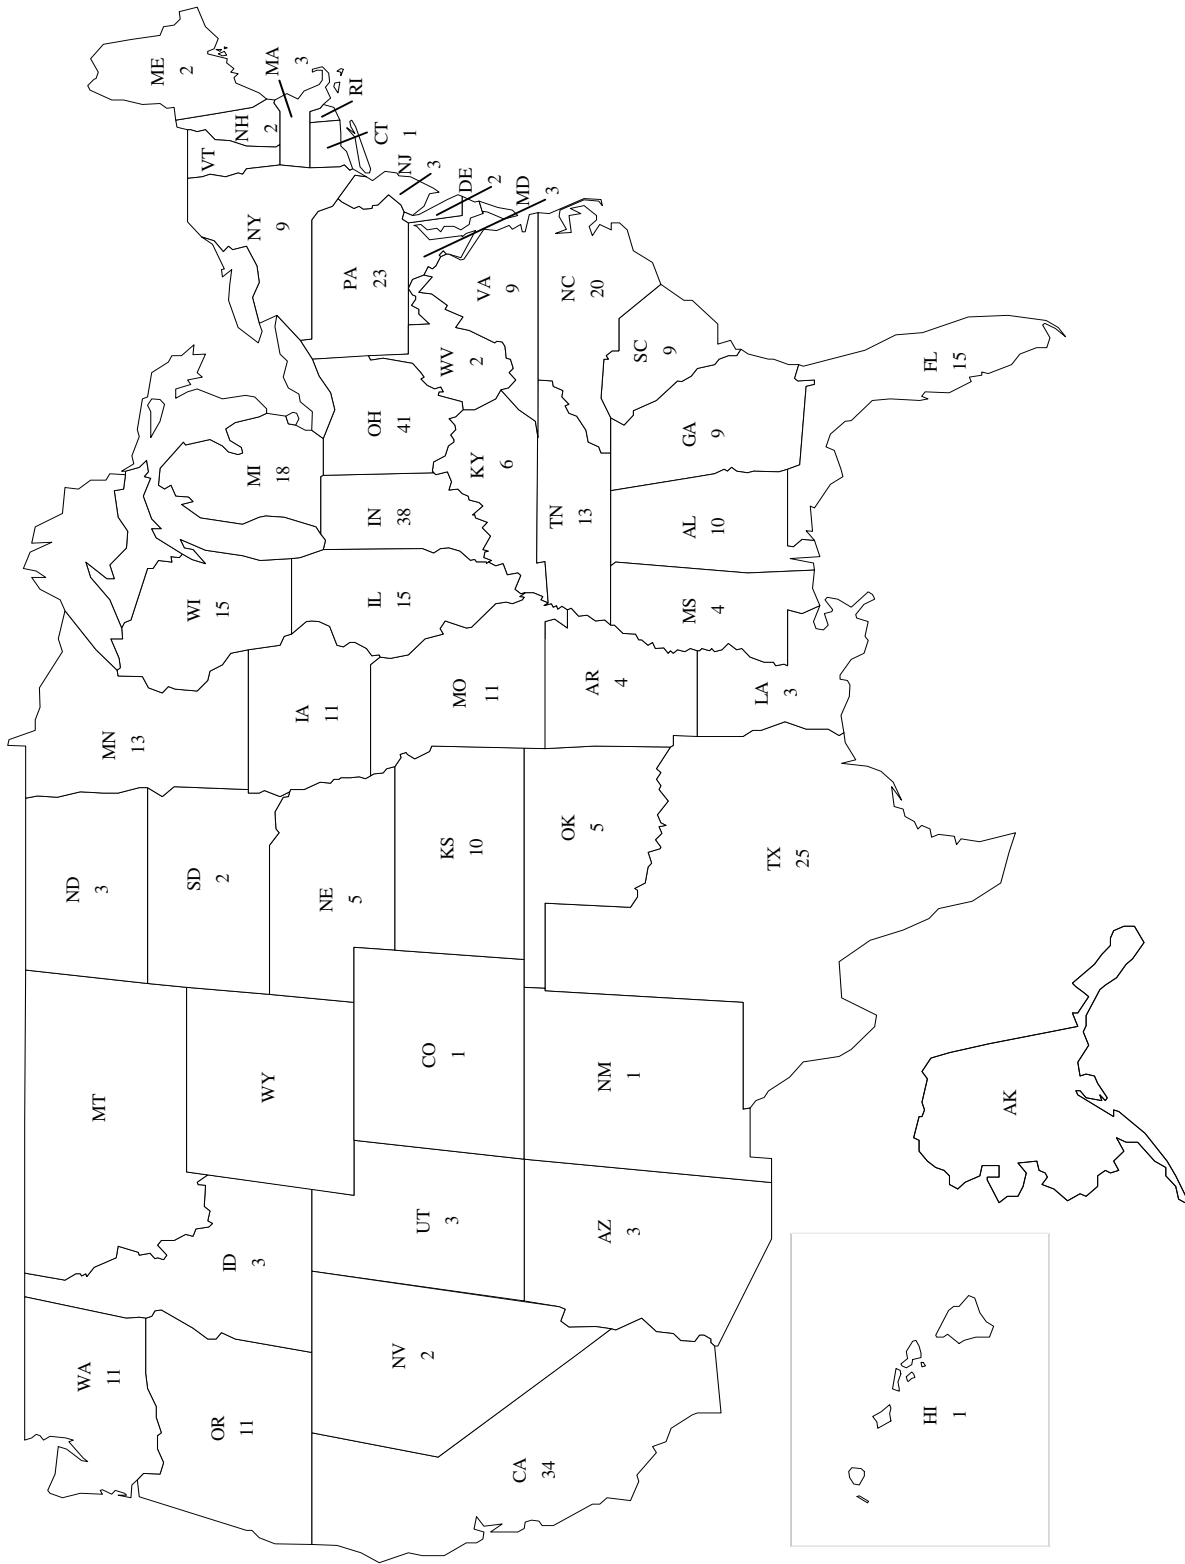 WA
11
OR
11
CA
34
NV
2
ID
3
MT
WY
UT
3
AZ
3
CO
1
NM
1
ND
3
SD
2
NE
5
KS
10
OK
5
TX
25
MN
13
IA
11
MO
11
AR
4
LA
3
WI
15
IL
15
MS
4
MI
18
IN
38
KY
6
TN
13
AL
10
OH
41
GA
9
FL
15
WV
2
SC
9
NC
20
VA
9
PA
23
NY
9
VT
NH
2
ME
2
MA
3
RI
CT
1
NJ
3
DE
2
MD
3
AK
HI
1